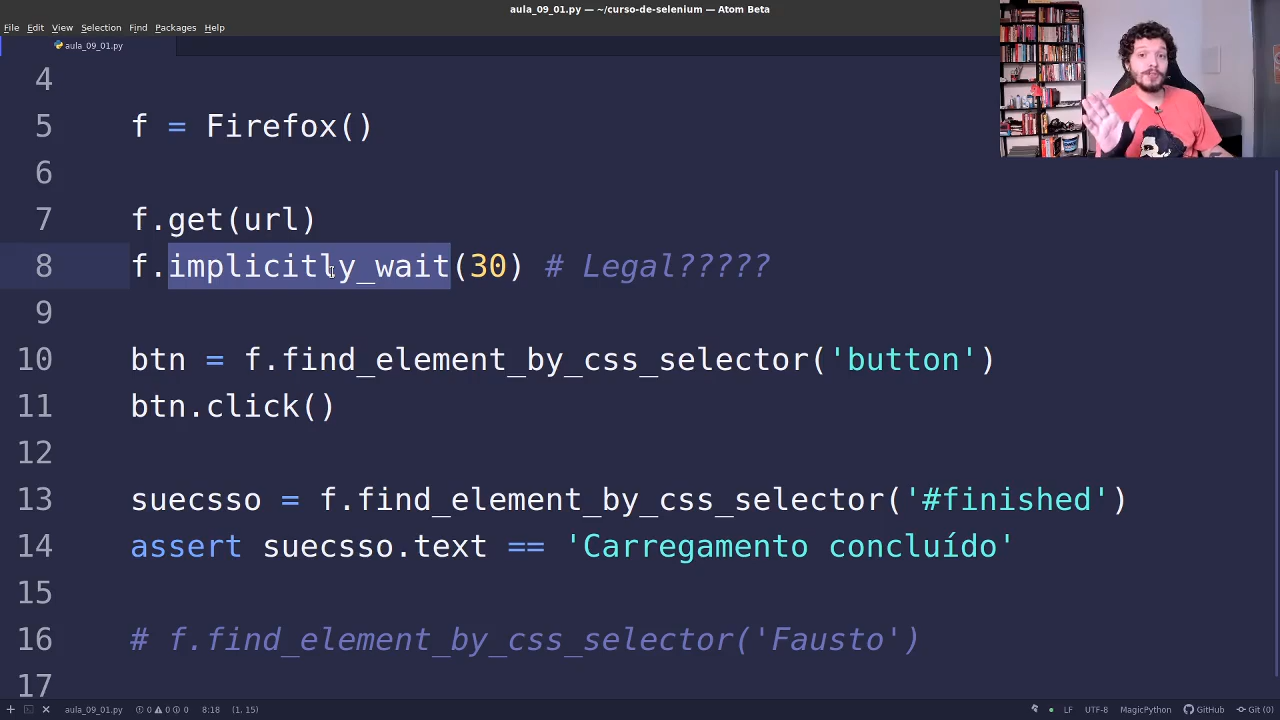 aula_09_01.py — ~/curso-de-selenium — Atom Beta
File Edit View Selection Find Packages Help
aula_09_01.py
4
5 f = Firefox()
6
7 f.get(url)
8 f.implicitly_wait(30) # Legal?????
9
10 btn = f.find_element_by_css_selector('button')
11 btn.click()
12
13 suecsso = f.find_element_by_css_selector('#finished')
14 assert suecsso.text == 'Carregamento concluído'
15
16 # f.find_element_by_css_selector('Fausto')
17
aula_09_01.py 0 0 0 8:18 (1, 15) LF UTF-8 MagicPython GitHub Git (0)